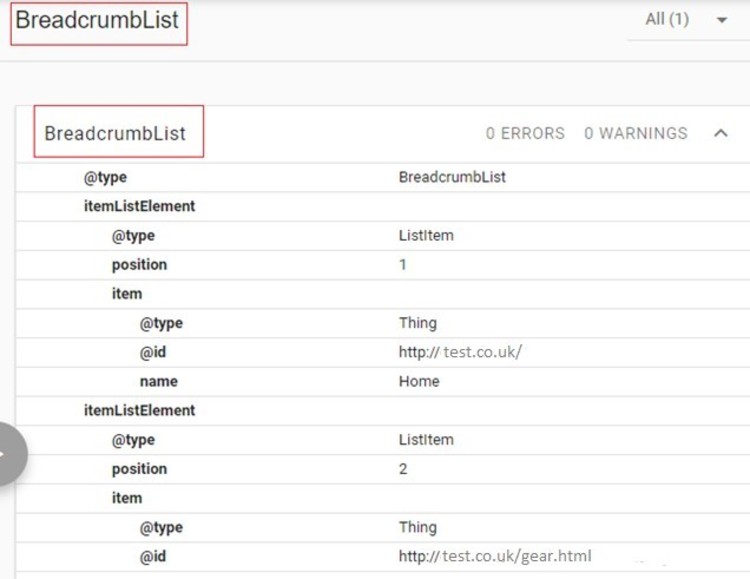 BreadcrumbList
All (1)
BreadcrumbList 0 ERRORS 0 WARNINGS
@type BreadcrumbList
itemListElement
@type ListItem
position 1
item
@type Thing
@id http:// test.co.uk/
name Home
itemListElement
@type ListItem
position 2
item
@type Thing
@id http:// test.co.uk/gear.html